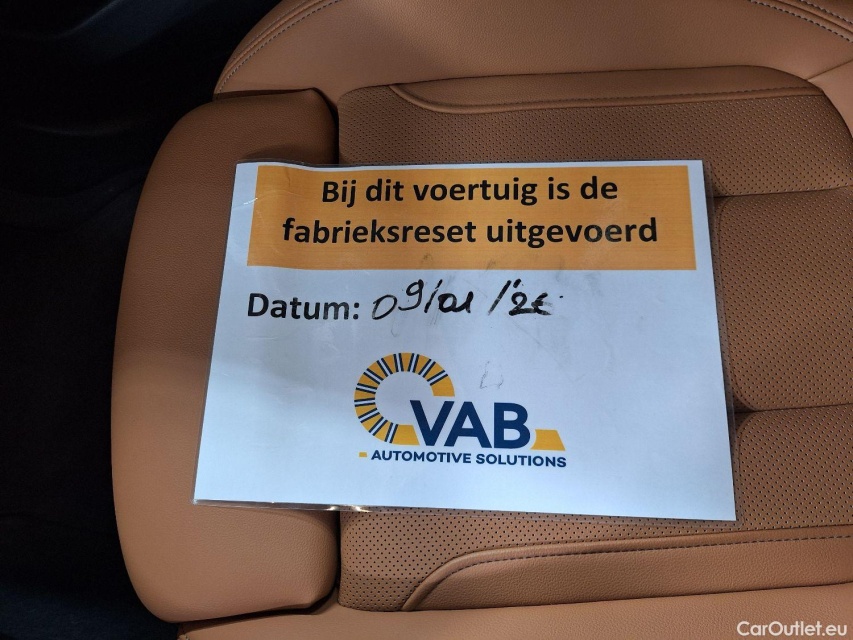 Bij dit voertuig is de
fabrieksreset uitgevoerd
Datum: 09/01/'26
VAB
AUTOMOTIVE SOLUTIONS
CarOutlet.eu